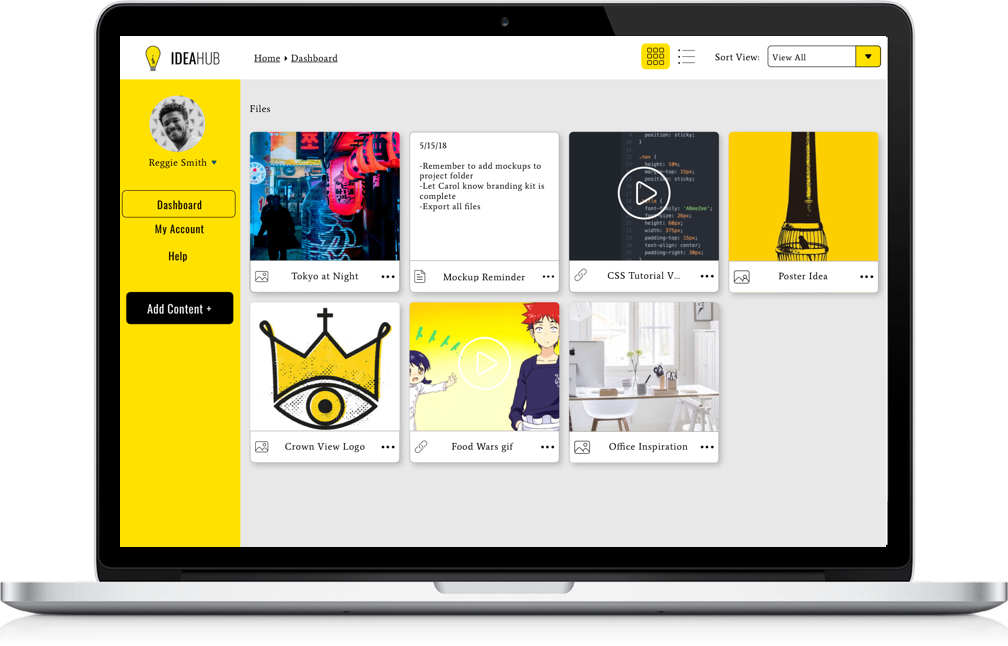 IDEAHUB
Home ▸ Dashboard
Sort View:
View All
Reggie Smith
Dashboard
My Account
Help
Add Content +
Files
Tokyo at Night
5/15/18
-Remember to add mockups to
project folder
-Let Carol know branding kit is
complete
-Export all files
Mockup Reminder
position: sticky;
}
.nav {
height: 10%;
margin-top: 15px;
position: sticky;
font-family: 'ABeeZee';
font-size: 26px;
height: 60px;
width: 375px;
padding-top: 15px;
text-align: center;
padding-right: 30px;
CSS Tutorial V...
Poster Idea
Crown View Logo
Food Wars gif
Office Inspiration